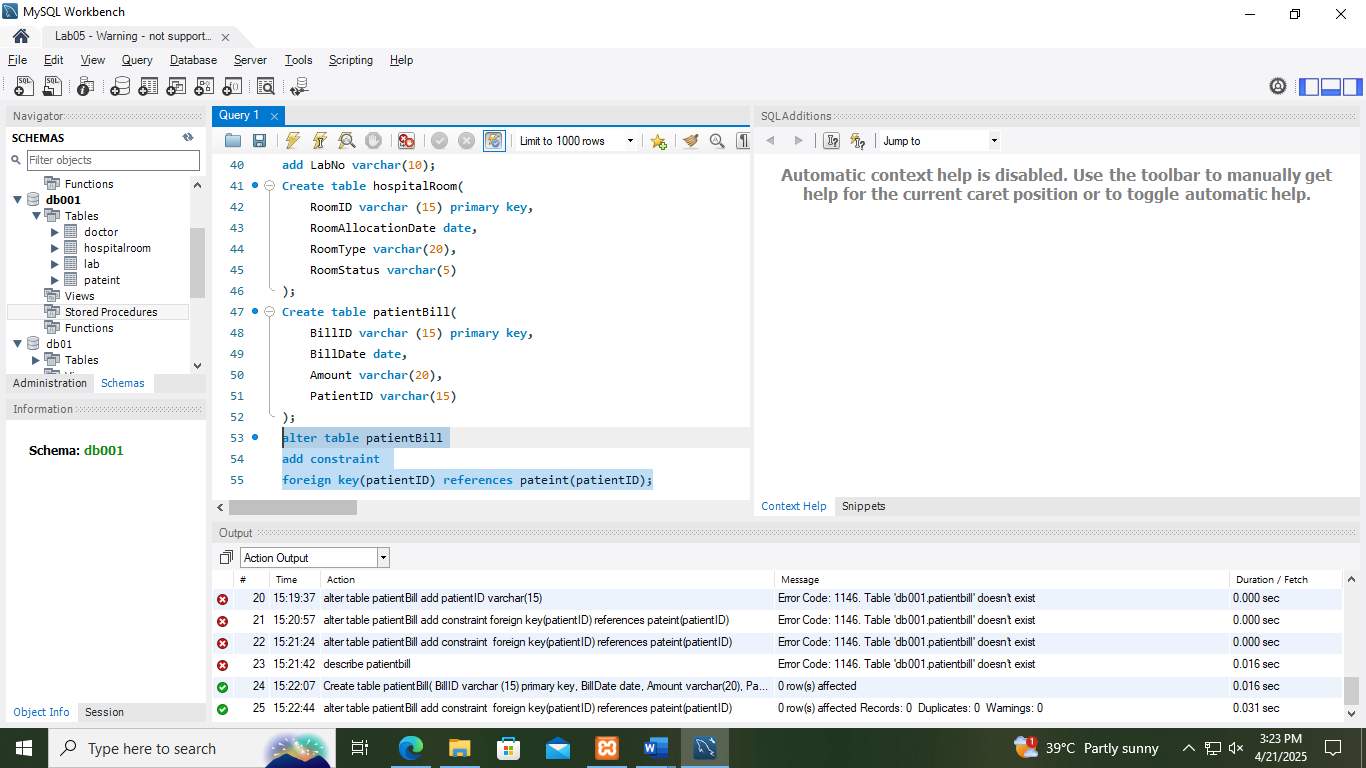 MySQL Workbench
Lab05 - Warning - not support...
File Edit View Query Database Server Tools Scripting Help
Navigator
SCHEMAS
Filter objects
Functions
db001
Tables
doctor
hospitalroom
lab
pateint
Views
Stored Procedures
Functions
db01
Tables
Administration Schemas
Information
Schema: db001
Object Info Session
Query 1
Limit to 1000 rows
40 add LabNo varchar(10);
41 Create table hospitalRoom(
42 RoomID varchar (15) primary key,
43 RoomAllocationDate date,
44 RoomType varchar(20),
45 RoomStatus varchar(5)
46 );
47 Create table patientBill(
48 BillID varchar (15) primary key,
49 BillDate date,
50 Amount varchar(20),
51 PatientID varchar(15)
52 );
53 alter table patientBill
54 add constraint
55 foreign key(patientID) references pateint(patientID);
SQLAdditions
Jump to
Automatic context help is disabled. Use the toolbar to manually get
help for the current caret position or to toggle automatic help.
Context Help Snippets
Output
Action Output
# Time Action Message Duration / Fetch
20 15:19:37 alter table patientBill add patientID varchar(15) Error Code: 1146. Table 'db001.patientbill' doesn't exist 0.000 sec
21 15:20:57 alter table patientBill add constraint foreign key(patientID) references pateint(patientID) Error Code: 1146. Table 'db001.patientbill' doesn't exist 0.000 sec
22 15:21:24 alter table patientBill add constraint  foreign key(patientID) references pateint(patientID) Error Code: 1146. Table 'db001.patientbill' doesn't exist 0.000 sec
23 15:21:42 describe patientbill Error Code: 1146. Table 'db001.patientbill' doesn't exist 0.016 sec
24 15:22:07 Create table patientBill( BillID varchar (15) primary key, BillDate date, Amount varchar(20), Pa... 0 row(s) affected 0.016 sec
25 15:22:44 alter table patientBill add constraint  foreign key(patientID) references pateint(patientID) 0 row(s) affected Records: 0  Duplicates: 0  Warnings: 0 0.031 sec
Type here to search
1
39°C Partly sunny
3:23 PM
4/21/2025